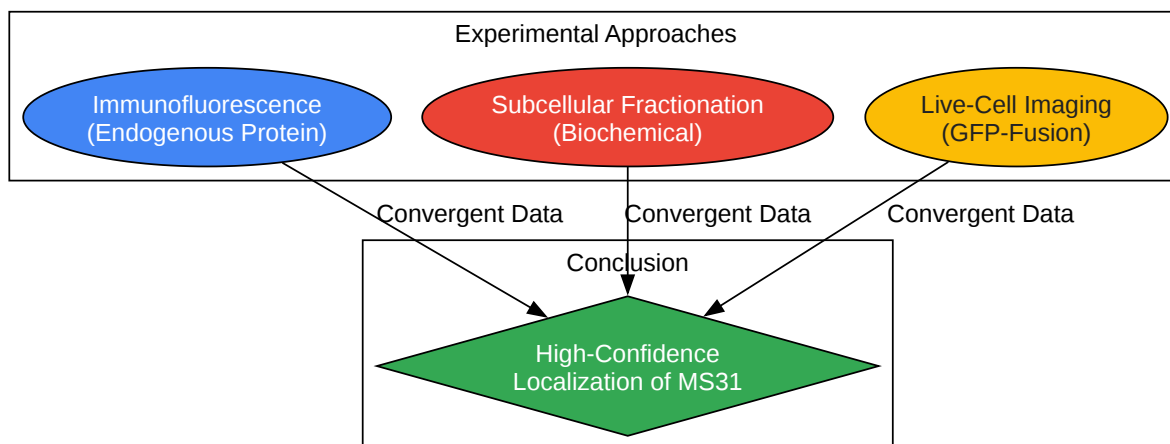 Experimental Approaches
Immunofluorescence
(Endogenous Protein)
Subcellular Fractionation
(Biochemical)
Live-Cell Imaging
(GFP-Fusion)
Convergent Data
Convergent Data
Convergent Data
Conclusion
High-Confidence
Localization of MS31